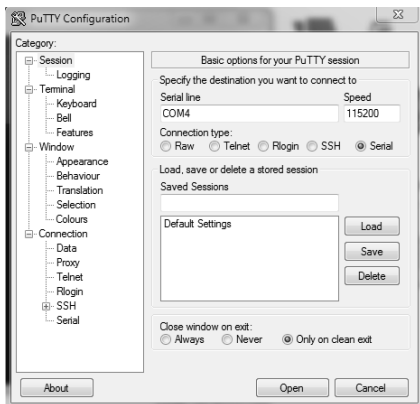 PuTTY Configuration
Category:
Session
Logging
Terminal
Keyboard
Bell
Features
Window
Appearance
Behaviour
Translation
Selection
Colours
Connection
Data
Proxy
Telnet
Rlogin
SSH
Serial
Basic options for your PuTTY session
Specify the destination you want to connect to
Serial line Speed
COM4 115200
Connection type:
Raw Telnet Rlogin SSH Serial
Load, save or delete a stored session
Saved Sessions
Default Settings
Load
Save
Delete
Close window on exit:
Always Never Only on clean exit
About Open Cancel